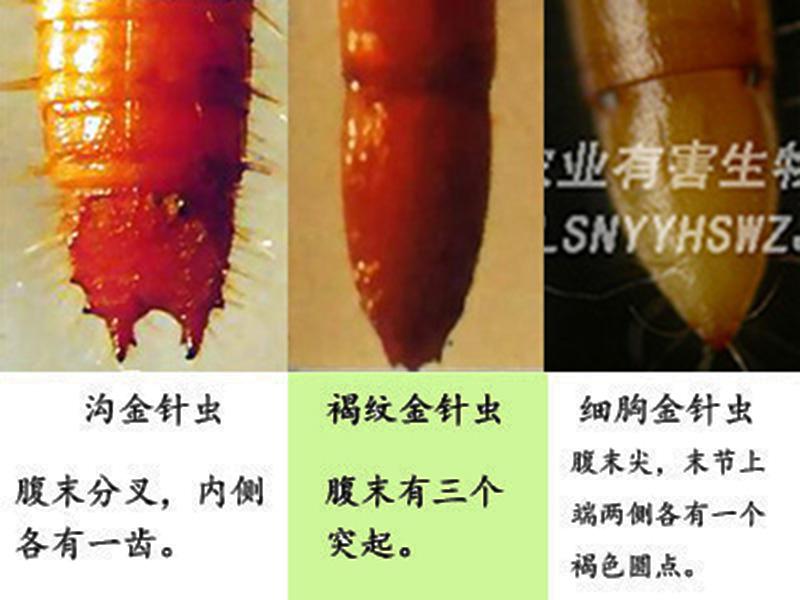 业有害生物
LSNYYHSWZJ
沟金针虫
腹末分叉，内侧
各有一齿。
褐纹金针虫
腹末有三个
突起。
细胸金针虫
腹末尖，末节上
端两侧各有一个
褐色圆点。